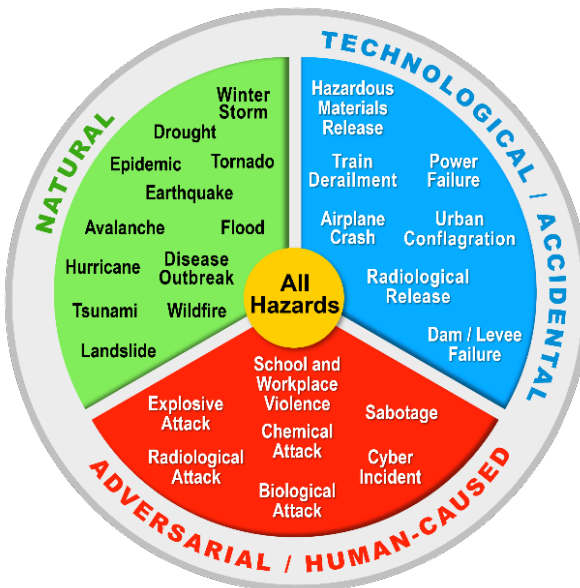 NATURAL
Winter
Storm
Drought
Epidemic
Tornado
Earthquake
Avalanche
Flood
Hurricane
Disease
Outbreak
Tsunami
Wildfire
Landslide
TECHNOLOGICAL / ACCIDENTAL
Hazardous
Materials
Release
Train
Derailment
Power
Failure
Airplane
Crash
Urban
Conflagration
Radiological
Release
Dam / Levee
Failure
All
Hazards
School and
Workplace
Violence
Explosive
Attack
Sabotage
Chemical
Attack
Radiological
Attack
Cyber
Incident
Biological
Attack
ADVERSARIAL / HUMAN-CAUSED